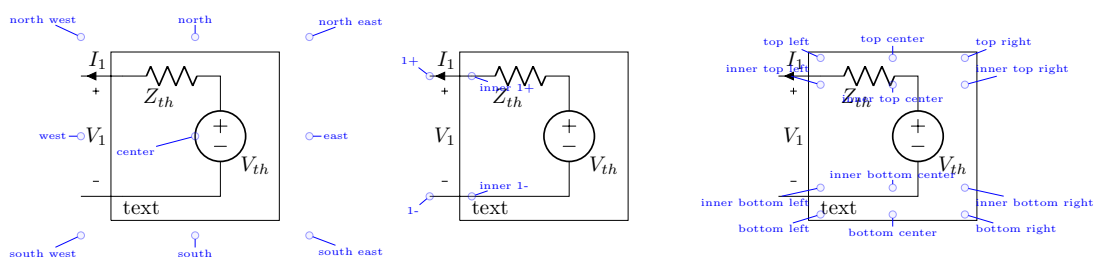 north west
north
north east
I1
+
Zth
V1
west
center
+
−
east
Vth
-
text
south west
south
south east
1+
I1
inner 1+
+
Zth
V1
+
−
Vth
-
inner 1-
1-
text
top left
top center
top right
I1
inner top left
inner top right
+
Zth
inner top center
V1
+
−
Vth
inner bottom center
-
inner bottom left
text
inner bottom right
bottom left
bottom center
bottom right